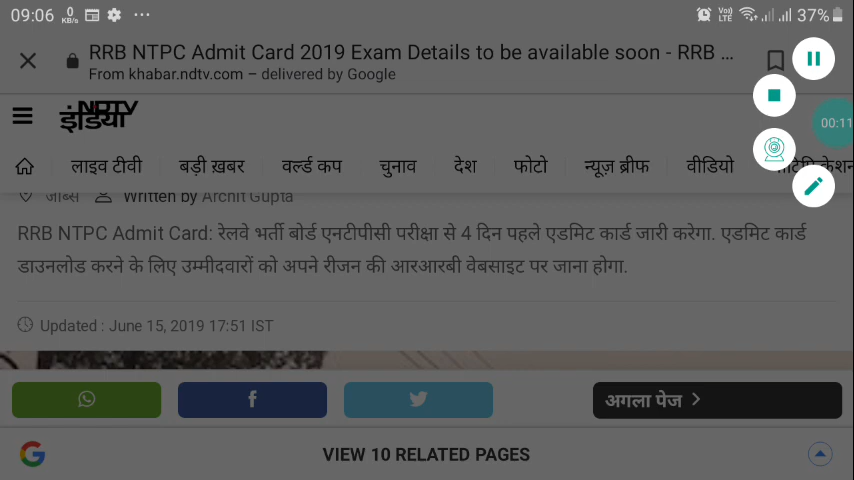 09:06 0 KB/s ... Vo)) LTE 37%
RRB NTPC Admit Card 2019 Exam Details to be available soon - RRB ...
From khabar.ndtv.com – delivered by Google
00:11
NDTV
इंडिया
लाइव टीवी बड़ी ख़बर वर्ल्ड कप चुनाव देश फोटो न्यूज़ ब्रीफ वीडियो
जॉब्स Written by Archit Gupta
RRB NTPC Admit Card: रेलवे भर्ती बोर्ड एनटीपीसी परीक्षा से 4 दिन पहले एडमिट कार्ड जारी करेगा. एडमिट कार्ड
डाउनलोड करने के लिए उम्मीदवारों को अपने रीजन की आरआरबी वेबसाइट पर जाना होगा.
Updated : June 15, 2019 17:51 IST
अगला पेज
VIEW 10 RELATED PAGES